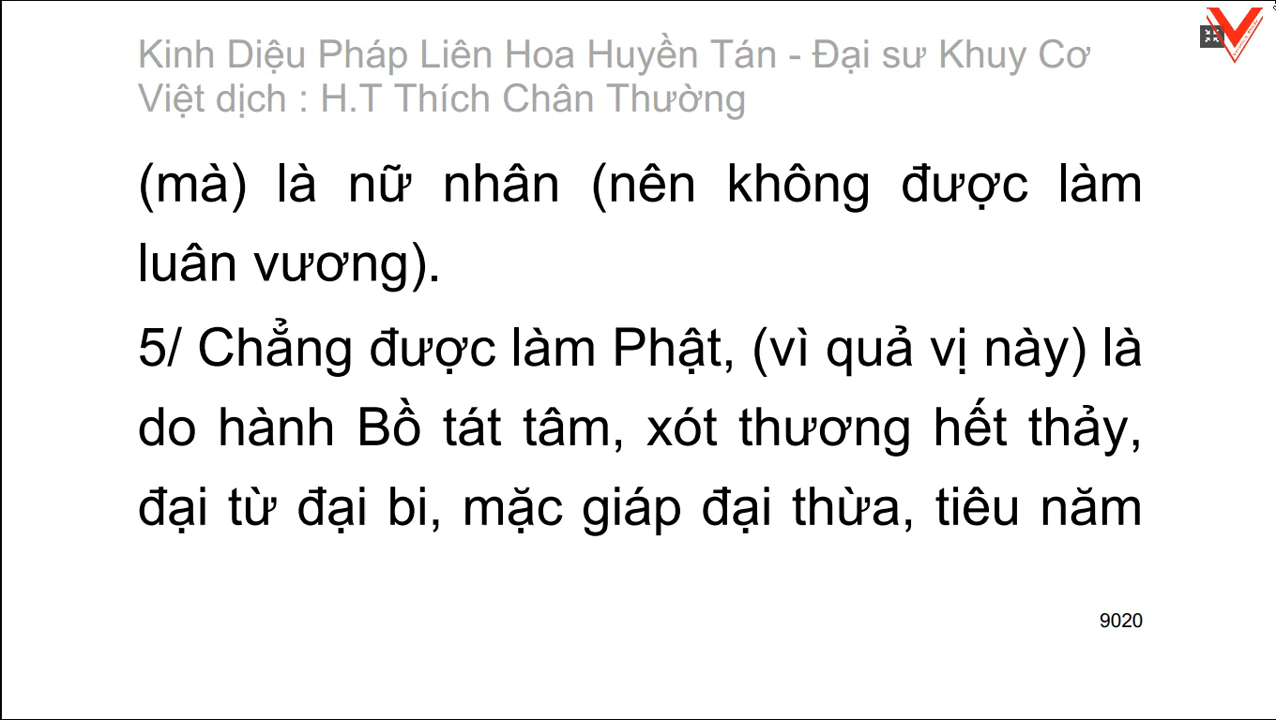 Kinh Diệu Pháp Liên Hoa Huyền Tán - Đại sư Khuy Cơ
Việt dịch : H.T Thích Chân Thường
(mà) là nữ nhân (nên không được làm
luân vương).
5/ Chẳng được làm Phật, (vì quả vị này) là
do hành Bồ tát tâm, xót thương hết thảy,
đại từ đại bi, mặc giáp đại thừa, tiêu năm
9020